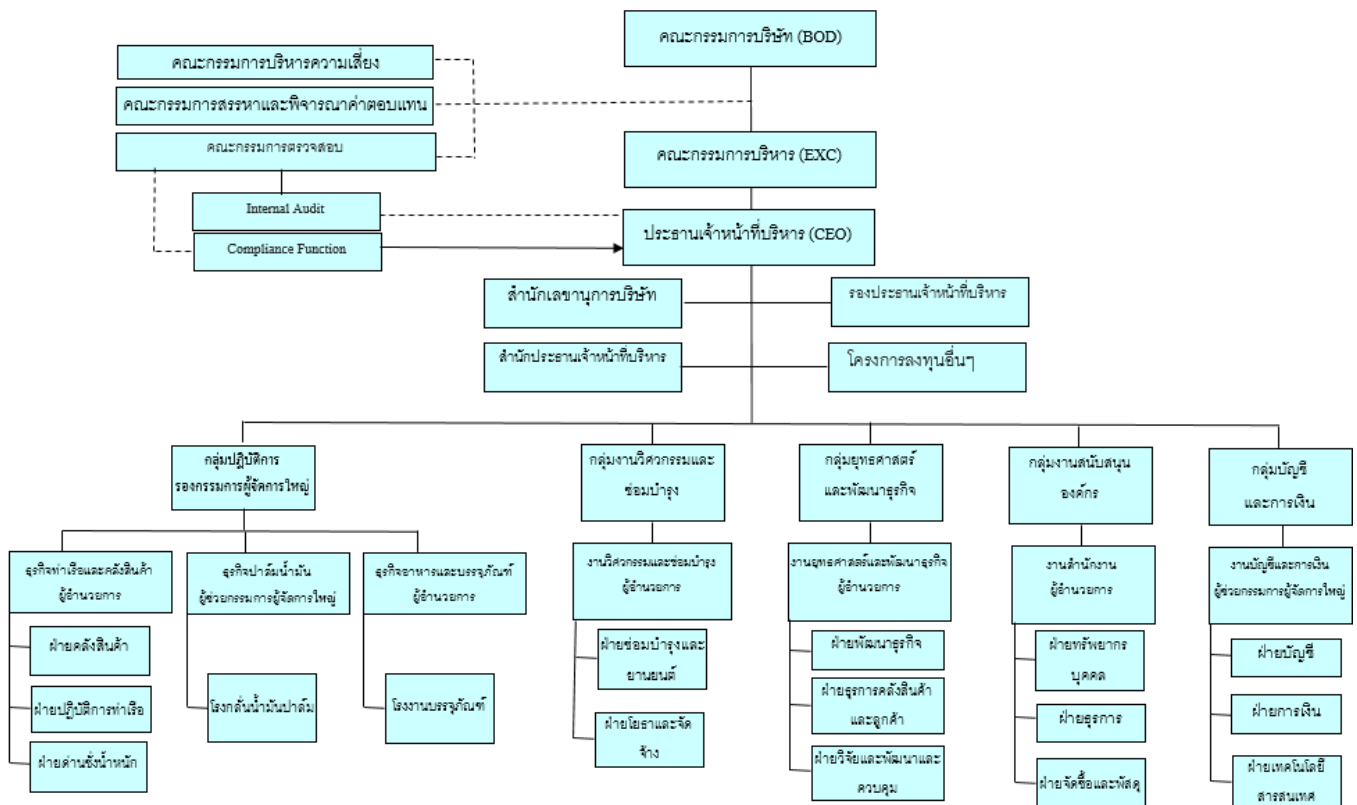 คณะกรรมการบริษัท (BOD)
คณะกรรมการบริหารความเสี่ยง
คณะกรรมการสรรหาและพิจารณาค่าตอบแทน
คณะกรรมการตรวจสอบ
คณะกรรมการบริหาร (EXC)
Internal Audit
Compliance Function
ประธานเจ้าหน้าที่บริหาร (CEO)
สำนักเลขานุการบริษัท
รองประธานเจ้าหน้าที่บริหาร
สำนักประธานเจ้าหน้าที่บริหาร
โครงการลงทุนอื่นๆ
กลุ่มปฏิบัติการ
รองกรรมการผู้จัดการใหญ่
กลุ่มงานวิศวกรรมและ
ซ่อมบำรุง
กลุ่มยุทธศาสตร์
และพัฒนาธุรกิจ
กลุ่มงานสนับสนุน
องค์กร
กลุ่มบัญชี
และการเงิน
ธุรกิจท่าเรือและคลังสินค้า
ผู้อำนวยการ
ธุรกิจปาล์มน้ำมัน
ผู้ช่วยกรรมการผู้จัดการใหญ่
ธุรกิจอาหารและบรรจุภัณฑ์
ผู้อำนวยการ
งานวิศวกรรมและซ่อมบำรุง
ผู้อำนวยการ
งานยุทธศาสตร์และพัฒนาธุรกิจ
ผู้อำนวยการ
งานสำนักงาน
ผู้อำนวยการ
งานบัญชีและการเงิน
ผู้ช่วยกรรมการผู้จัดการใหญ่
ฝ่ายคลังสินค้า
ฝ่ายปฏิบัติการท่าเรือ
ฝ่ายด่านชั่งน้ำหนัก
โรงกลั่นน้ำมันปาล์ม
โรงงานบรรจุภัณฑ์
ฝ่ายซ่อมบำรุงและ
ยานยนต์
ฝ่ายโยธาและจัด
จ้าง
ฝ่ายพัฒนาธุรกิจ
ฝ่ายธุรการคลังสินค้า
และลูกค้า
ฝ่ายวิจัยและพัฒนาและ
ควบคุม
ฝ่ายทรัพยากร
บุคคล
ฝ่ายธุรการ
ฝ่ายจัดซื้อและพัสดุ
ฝ่ายบัญชี
ฝ่ายการเงิน
ฝ่ายเทคโนโลยี
สารสนเทศ